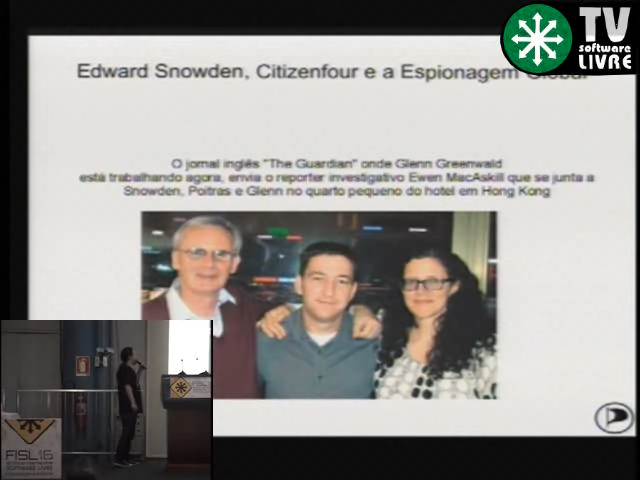 TV
software
LIVRE
Edward Snowden, Citizenfour e a Espionagem Global
O jornal inglês "The Guardian" onde Glenn Greenwald
está trabalhando agora, envia o reporter investigativo Ewen MacAskill que se junta a
Snowden, Poitras e Glenn no quarto pequeno do hotel em Hong Kong
FISL16
SOFTWARE LIVRE